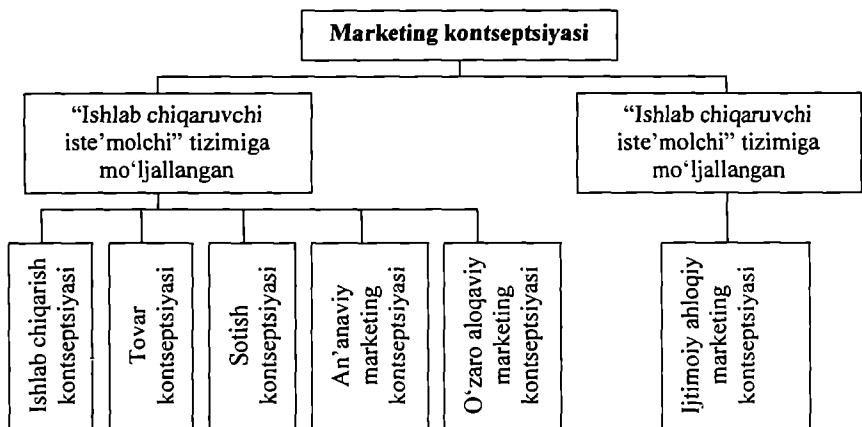 Marketing kontseptsiyasi
“Ishlab chiqaruvchi
iste’molchi” tizimiga
mo‘ljallangan
“Ishlab chiqaruvchi
iste’molchi” tizimiga
mo‘ljallangan
Ishlab chiqarish
kontseptsiyasi
Tovar
kontseptsiyasi
Sotish
kontseptsiyasi
An’anaviy
marketing
kontseptsiyasi
O‘zaro aloqaviy
marketing
kontseptsiyasi
Ijtimoiy ahloqiy
marketing
kontseptsiyasi